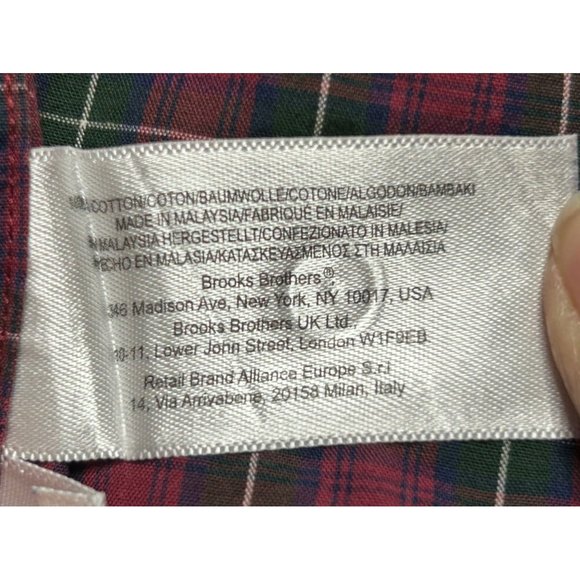 COTTON/COTON/BAUMWOLLE/COTONE/ALGODON/BAMBAKI
MADE IN MALAYSIA/FABRIQUÉ EN MALAISIE/
IN MALAYSIA HERGESTELLT/CONFEZIONATO IN MALESIA/
HECHO EN MALASIA/ΚΑΤΑΣΚΕΥΑΣΜΕΝΟΣ ΣΤΗ ΜΑΛΑΙΣΙΑ
Brooks Brothers®,
346 Madison Ave, New York, NY 10017, USA
Brooks Brothers UK Ltd.,
10-11, Lower John Street, London W1F9EB
Retail Brand Alliance Europe S.r.l
14, Via Arrivabene, 20158 Milan, Italy